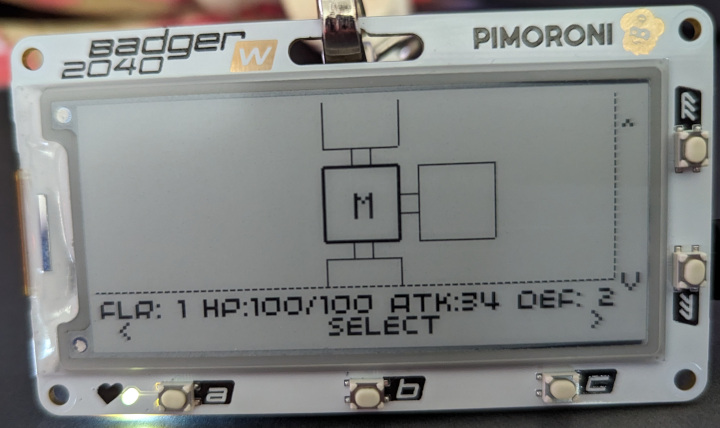 Badger
2040 W
PIMORONI
M
FLR: 1 HP:100/100 ATK:34 DEF: 2
< SELECT >
a b c